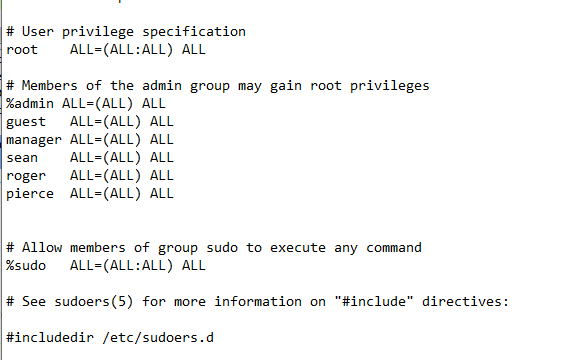 # User privilege specification
root ALL=(ALL:ALL) ALL
# Members of the admin group may gain root privileges
%admin ALL=(ALL) ALL
guest ALL=(ALL) ALL
manager ALL=(ALL) ALL
sean ALL=(ALL) ALL
roger ALL=(ALL) ALL
pierce ALL=(ALL) ALL
# Allow members of group sudo to execute any command
%sudo ALL=(ALL:ALL) ALL
# See sudoers(5) for more information on "#include" directives:
#includedir /etc/sudoers.d